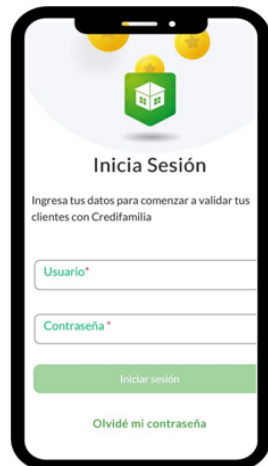 Inicia Sesión
Ingresa tus datos para comenzar a validar tus
clientes con Credifamilia
Usuario*
Contraseña *
Iniciar sesión
Olvidé mi contraseña